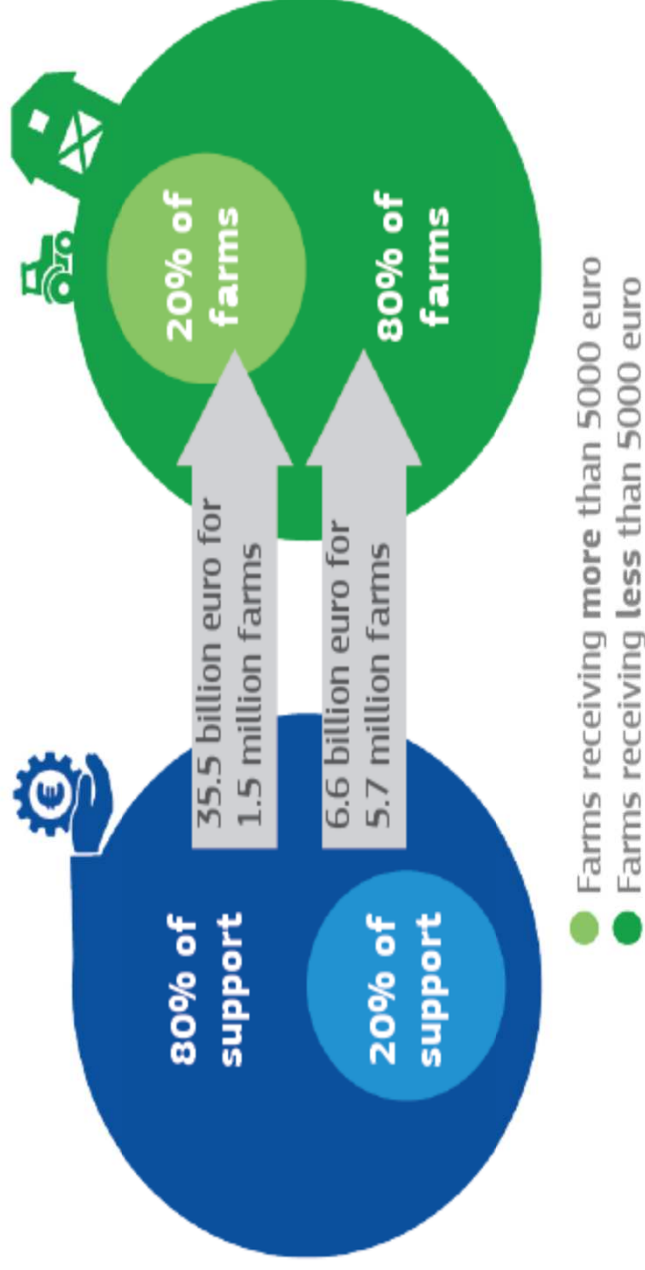 80% of
support
20% of
support
35.5 billion euro for
1.5 million farms
6.6 billion euro for
5.7 million farms
20% of
farms
80% of
farms
Farms receiving more than 5000 euro
Farms receiving less than 5000 euro
€